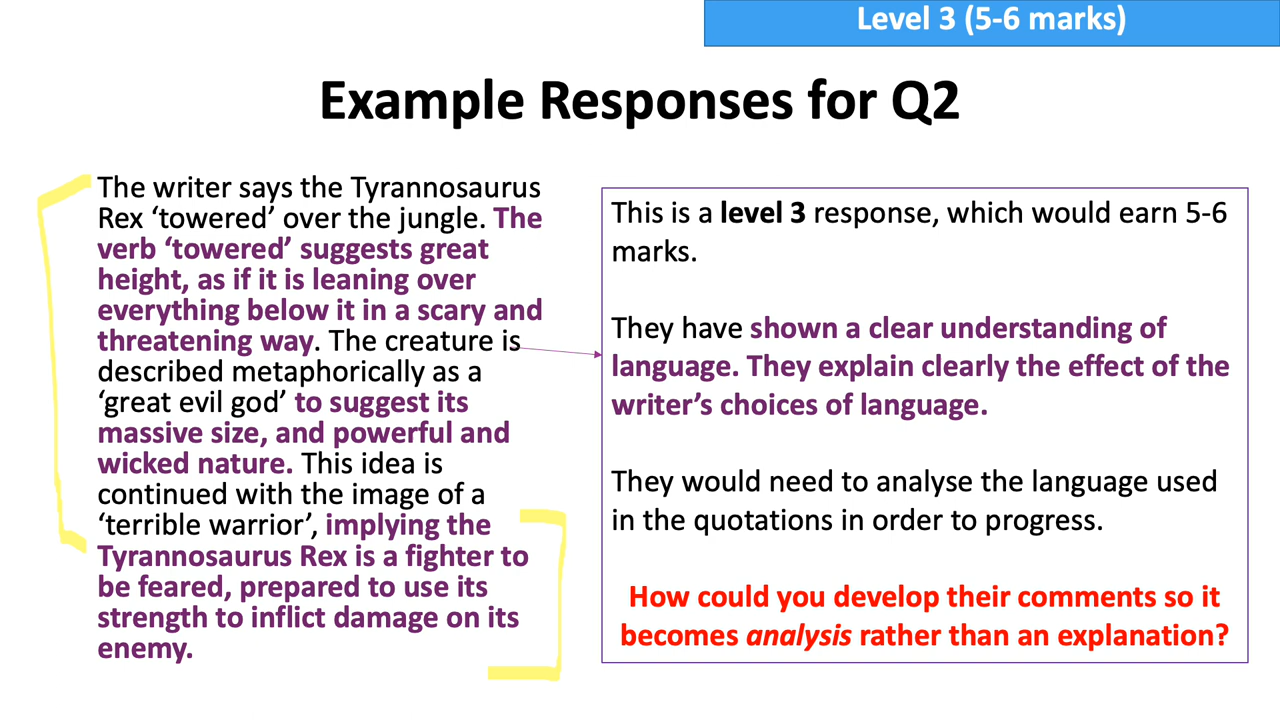 Level 3 (5-6 marks)
Example Responses for Q2
The writer says the Tyrannosaurus
Rex ‘towered’ over the jungle. The
verb ‘towered’ suggests great
height, as if it is leaning over
everything below it in a scary and
threatening way. The creature is
described metaphorically as a
‘great evil god’ to suggest its
massive size, and powerful and
wicked nature. This idea is
continued with the image of a
‘terrible warrior’, implying the
Tyrannosaurus Rex is a fighter to
be feared, prepared to use its
strength to inflict damage on its
enemy.
This is a level 3 response, which would earn 5-6
marks.
They have shown a clear understanding of
language. They explain clearly the effect of the
writer’s choices of language.
They would need to analyse the language used
in the quotations in order to progress.
How could you develop their comments so it
becomes analysis rather than an explanation?